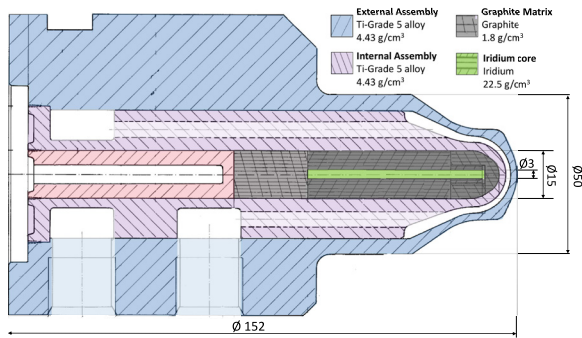 External Assembly
Ti-Grade 5 alloy
4.43 g/cm³
Graphite Matrix
Graphite
1.8 g/cm³
Internal Assembly
Ti-Grade 5 alloy
4.43 g/cm³
Iridium core
Iridium
22.5 g/cm³
Ø3
Ø15
Ø50
Ø 152